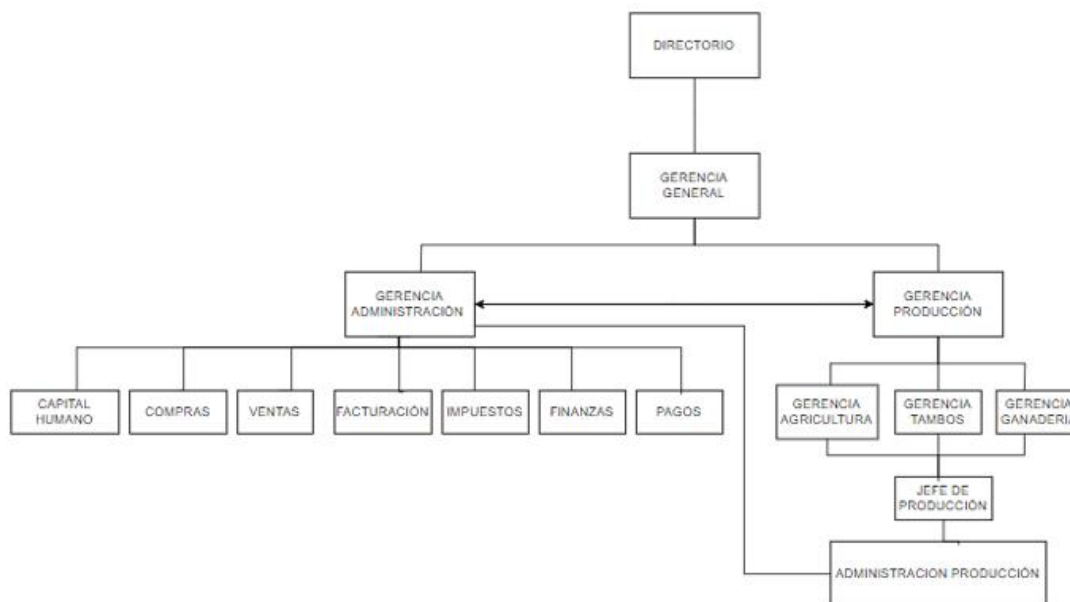 DIRECTORIO
GERENCIA
GENERAL
GERENCIA
ADMINISTRACIÓN
GERENCIA
PRODUCCIÓN
CAPITAL
HUMANO
COMPRAS
VENTAS
FACTURACIÓN
IMPUESTOS
FINANZAS
PAGOS
GERENCIA
AGRICULTURA
GERENCIA
TAMBOS
GERENCIA
GANADERIA
JEFE DE
PRODUCCIÓN
ADMINISTRACION PRODUCCIÓN